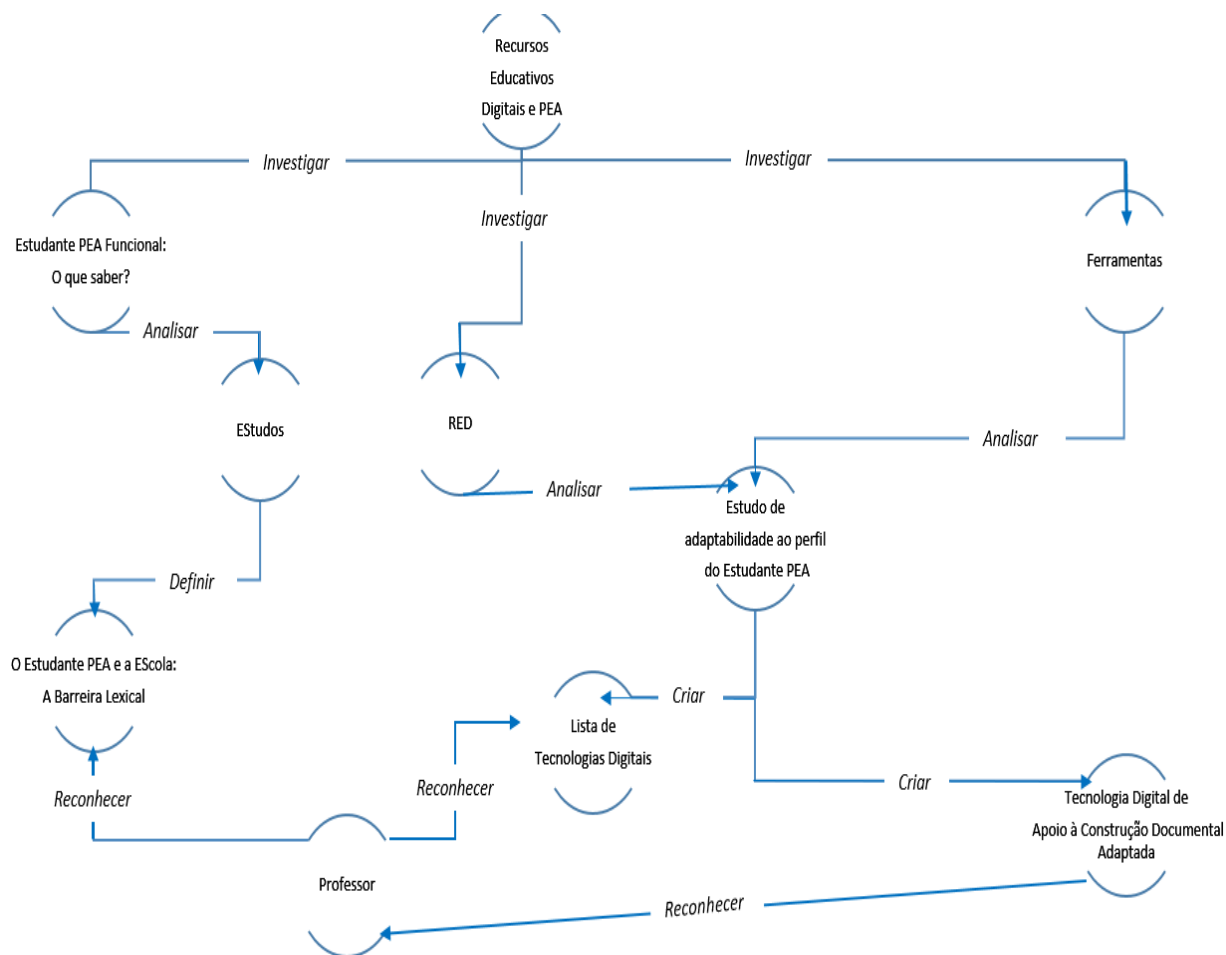 Recursos
Educativos
Digitais e PEA
Investigar
Investigar
Investigar
Estudante PEA Funcional:
O que saber?
Ferramentas
Analisar
EStudos
RED
Analisar
Analisar
Estudo de
adaptabilidade ao perfil
do Estudante PEA
Definir
O Estudante PEA e a EScola:
A Barreira Lexical
Criar
Lista de
Tecnologias Digitais
Reconhecer
Reconhecer
Criar
Tecnologia Digital de
Apoio à Construção Documental
Adaptada
Professor
Reconhecer